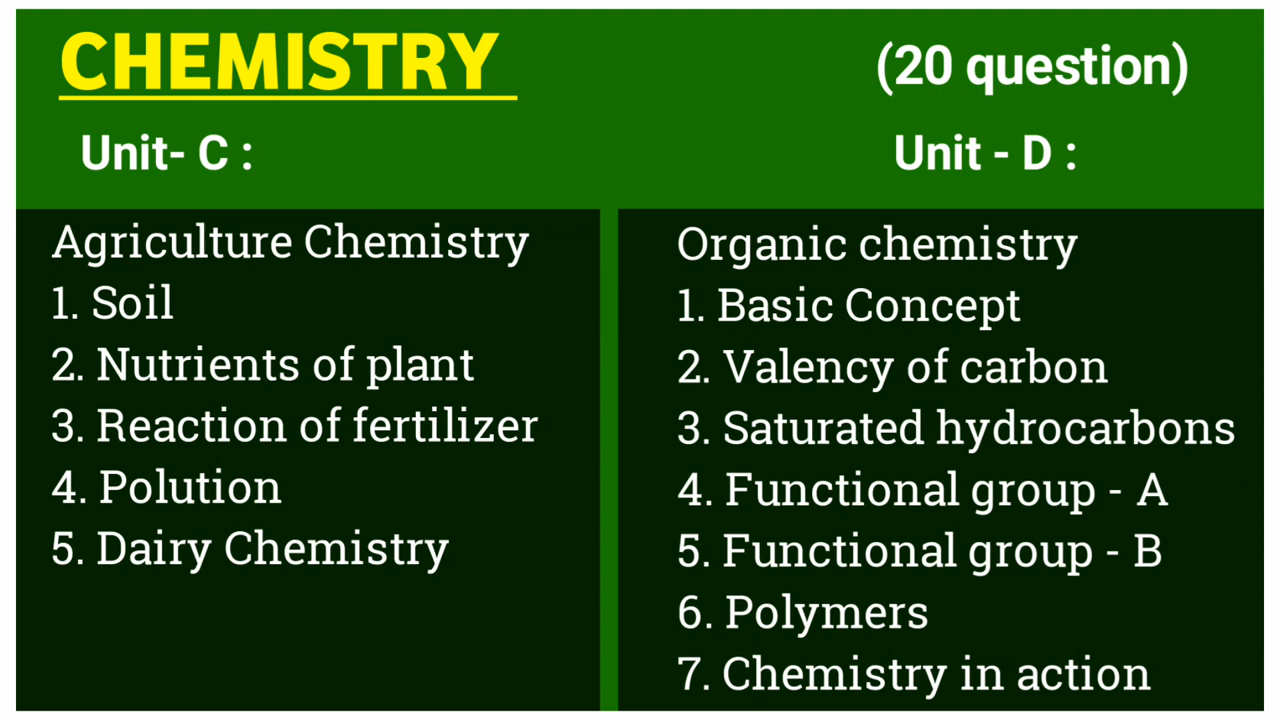 CHEMISTRY
(20 question)
Unit- C :
Agriculture Chemistry
1. Soil
2. Nutrients of plant
3. Reaction of fertilizer
4. Polution
5. Dairy Chemistry
Unit - D :
Organic chemistry
1. Basic Concept
2. Valency of carbon
3. Saturated hydrocarbons
4. Functional group - A
5. Functional group - B
6. Polymers
7. Chemistry in action